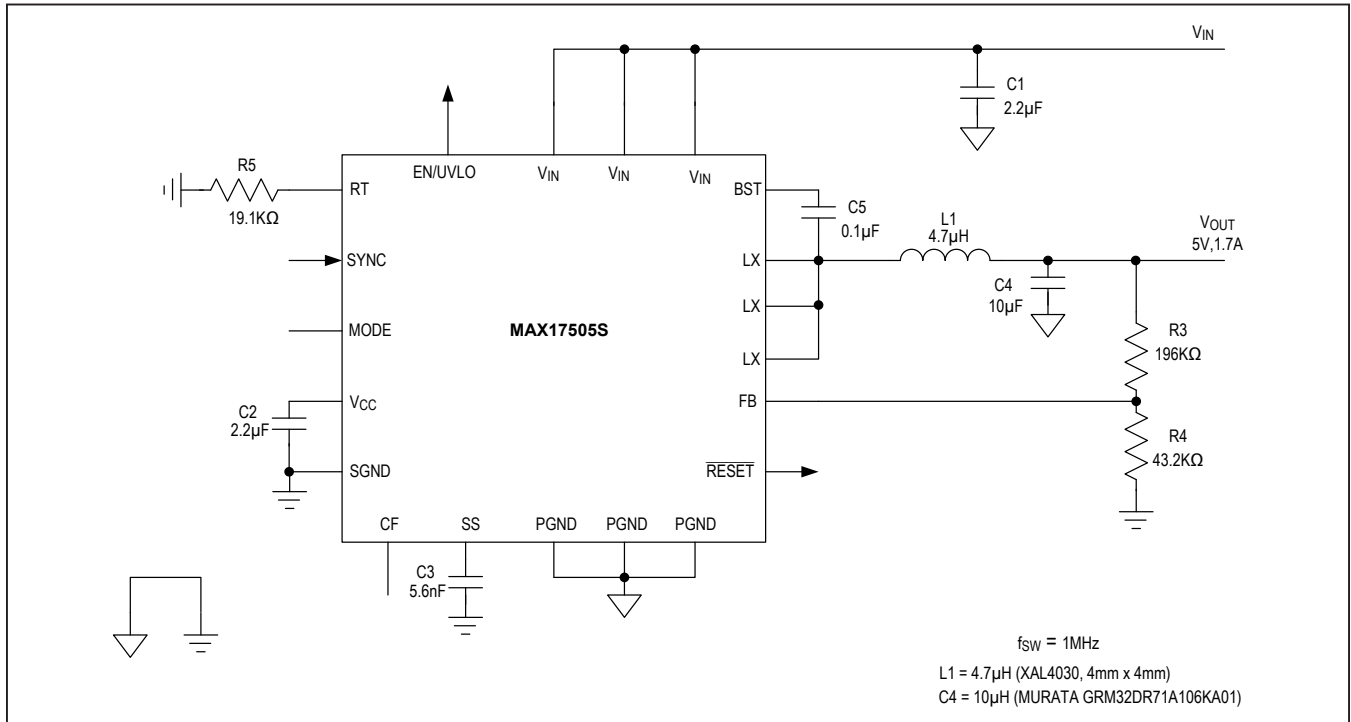 VIN
C1
2.2µF
R5
19.1KΩ
EN/UVLO
VIN
VIN
VIN
RT
BST
C5
0.1µF
L1
4.7µH
VOUT
5V,1.7A
SYNC
LX
C4
10µF
MODE
MAX17505S
LX
R3
196KΩ
LX
C2
2.2µF
VCC
FB
R4
43.2KΩ
SGND
RESET
CF
SS
PGND
PGND
PGND
C3
5.6nF
fSW = 1MHz
L1 = 4.7µH (XAL4030, 4mm x 4mm)
C4 = 10µH (MURATA GRM32DR71A106KA01)